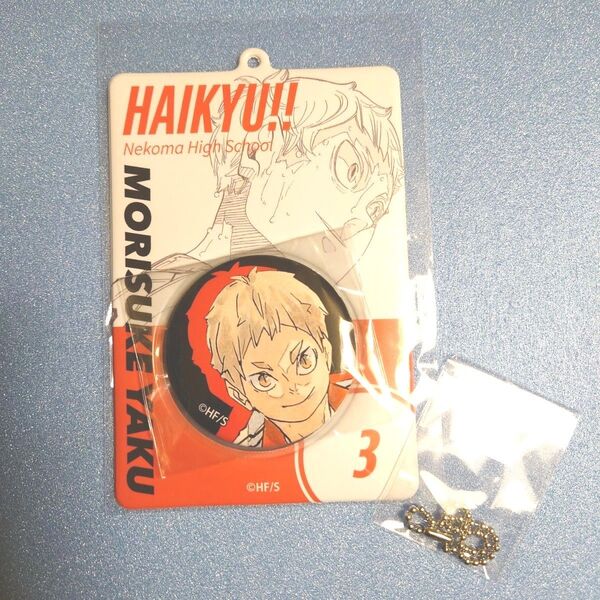 HAIKYU!!
Nekoma High School
MORISUKE YAKU
©HF/S
3
©HF/S